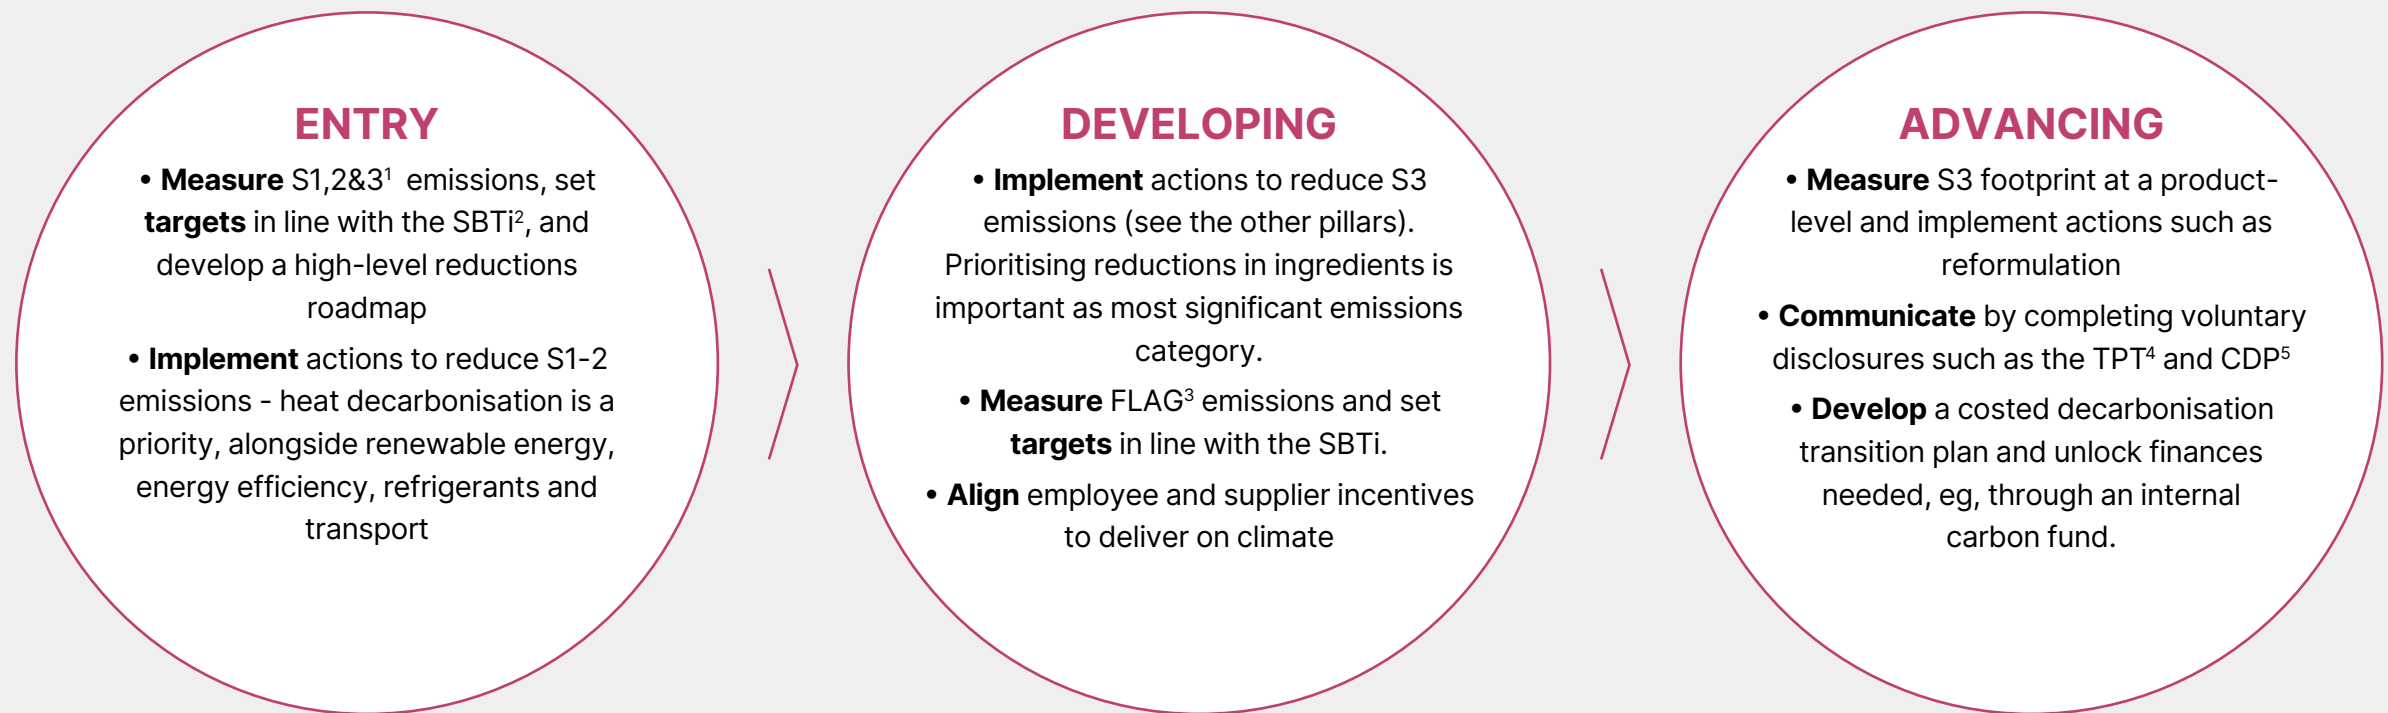 ENTRY
• Measure S1,2&3¹ emissions, set
targets in line with the SBTi², and
develop a high-level reductions
roadmap
• Implement actions to reduce S1-2
emissions - heat decarbonisation is a
priority, alongside renewable energy,
energy efficiency, refrigerants and
transport
DEVELOPING
• Implement actions to reduce S3
emissions (see the other pillars).
Prioritising reductions in ingredients is
important as most significant emissions
category.
• Measure FLAG³ emissions and set
targets in line with the SBTi.
• Align employee and supplier incentives
to deliver on climate
ADVANCING
• Measure S3 footprint at a product-
level and implement actions such as
reformulation
• Communicate by completing voluntary
disclosures such as the TPT⁴ and CDP⁵
• Develop a costed decarbonisation
transition plan and unlock finances
needed, eg, through an internal
carbon fund.